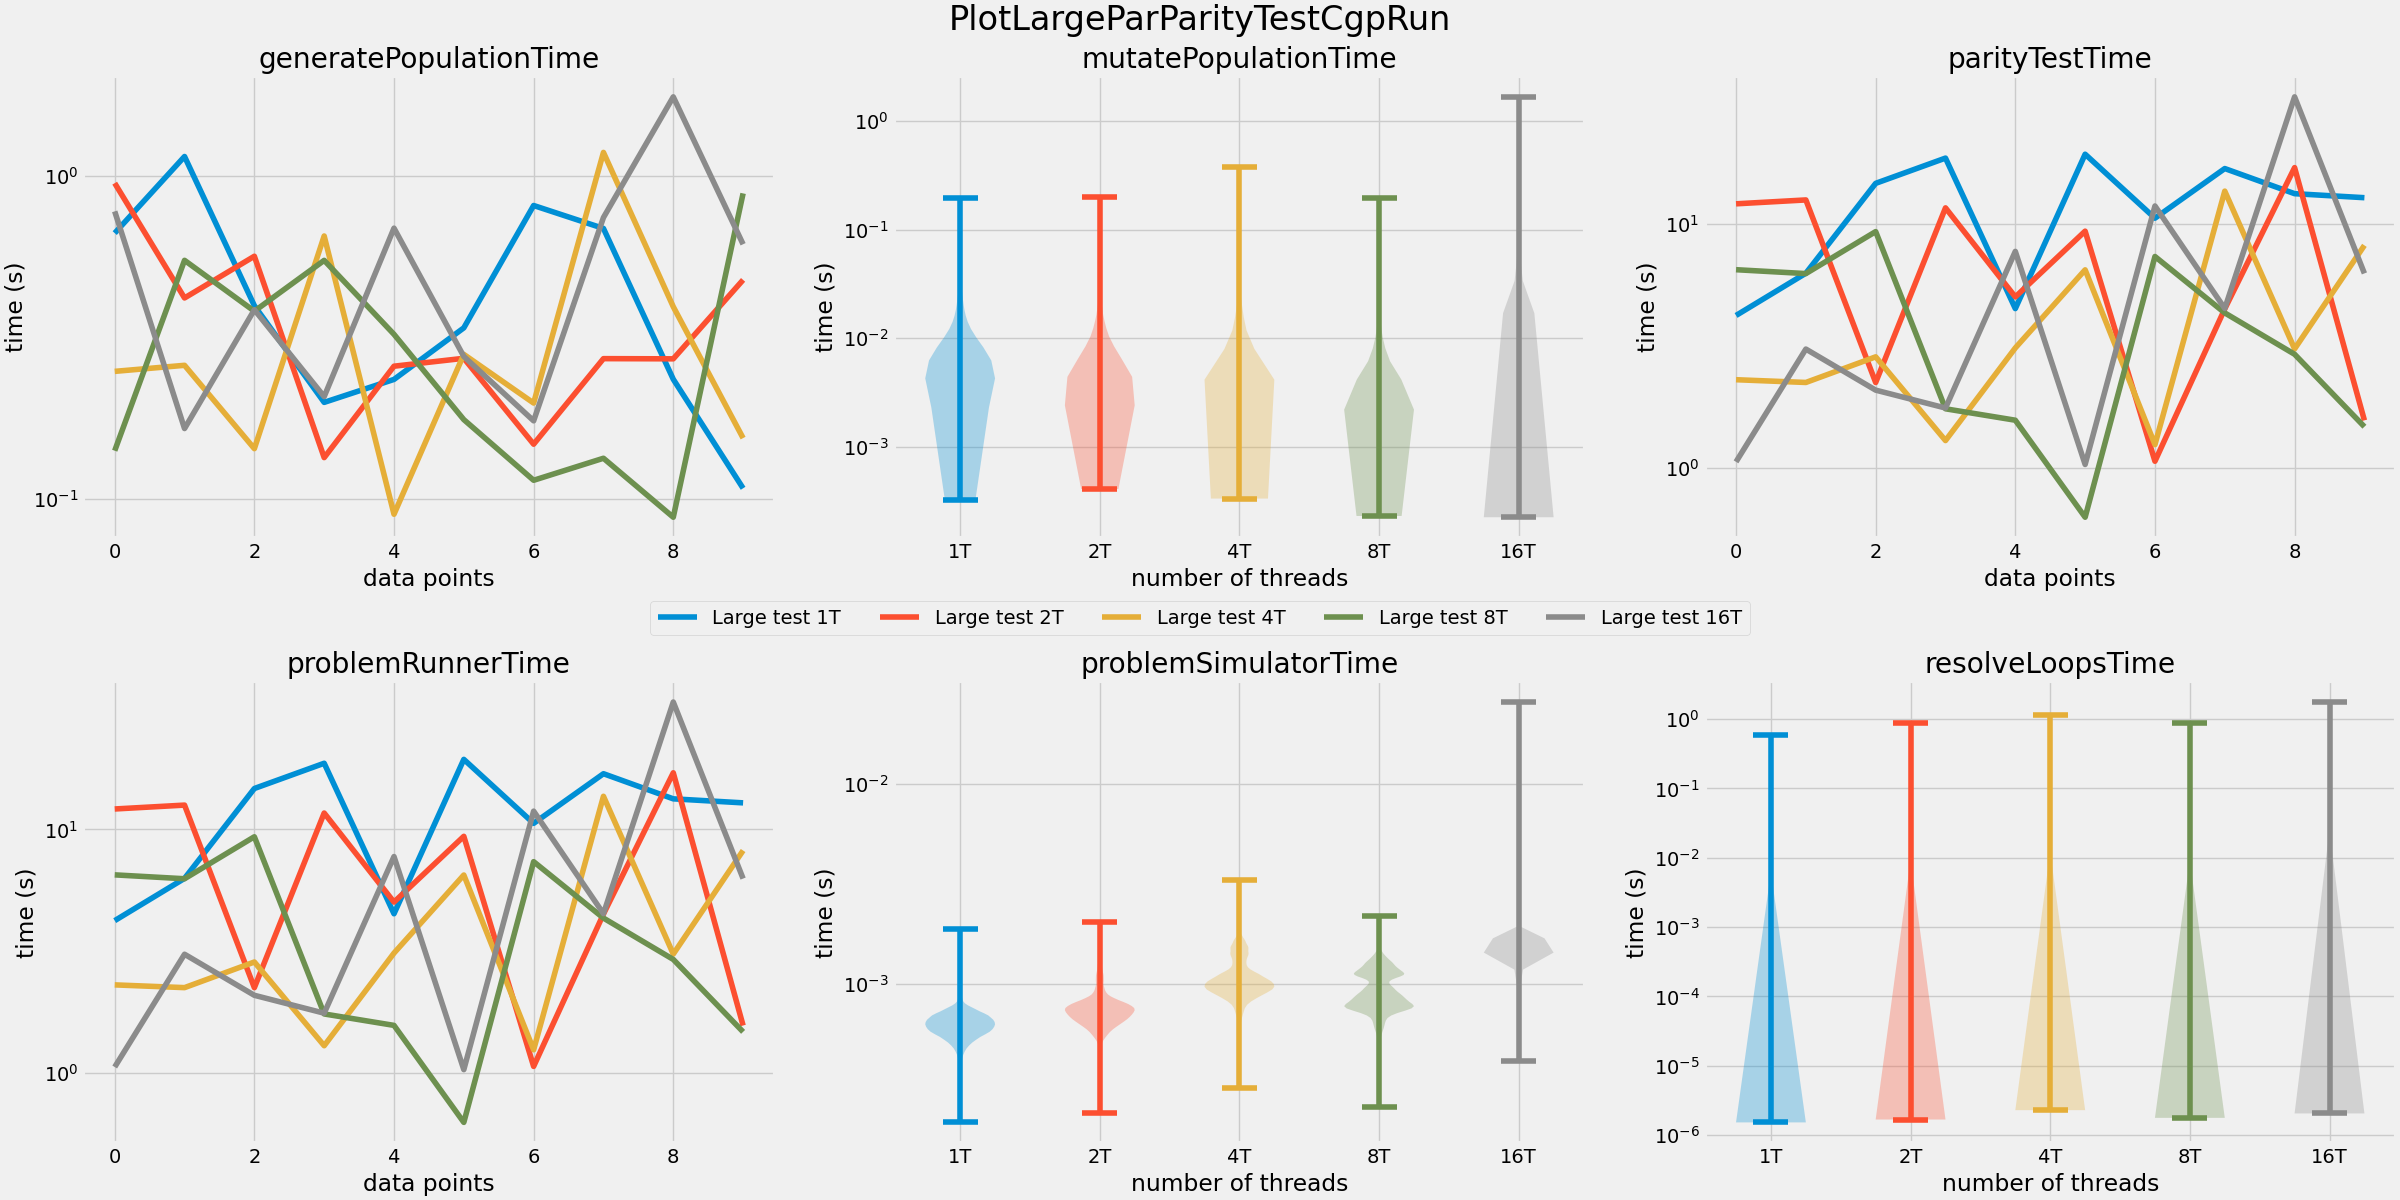 PlotLargeParParityTestCgpRun
generatePopulationTime
time (s)
10⁰
10⁻¹
0 2 4 6 8
data points
mutatePopulationTime
time (s)
10⁰
10⁻¹
10⁻²
10⁻³
1T 2T 4T 8T 16T
number of threads
parityTestTime
time (s)
10¹
10⁰
0 2 4 6 8
data points
Large test 1T Large test 2T Large test 4T Large test 8T Large test 16T
problemRunnerTime
time (s)
10¹
10⁰
0 2 4 6 8
data points
problemSimulatorTime
time (s)
10⁻²
10⁻³
1T 2T 4T 8T 16T
number of threads
resolveLoopsTime
time (s)
10⁰
10⁻¹
10⁻²
10⁻³
10⁻⁴
10⁻⁵
10⁻⁶
1T 2T 4T 8T 16T
number of threads